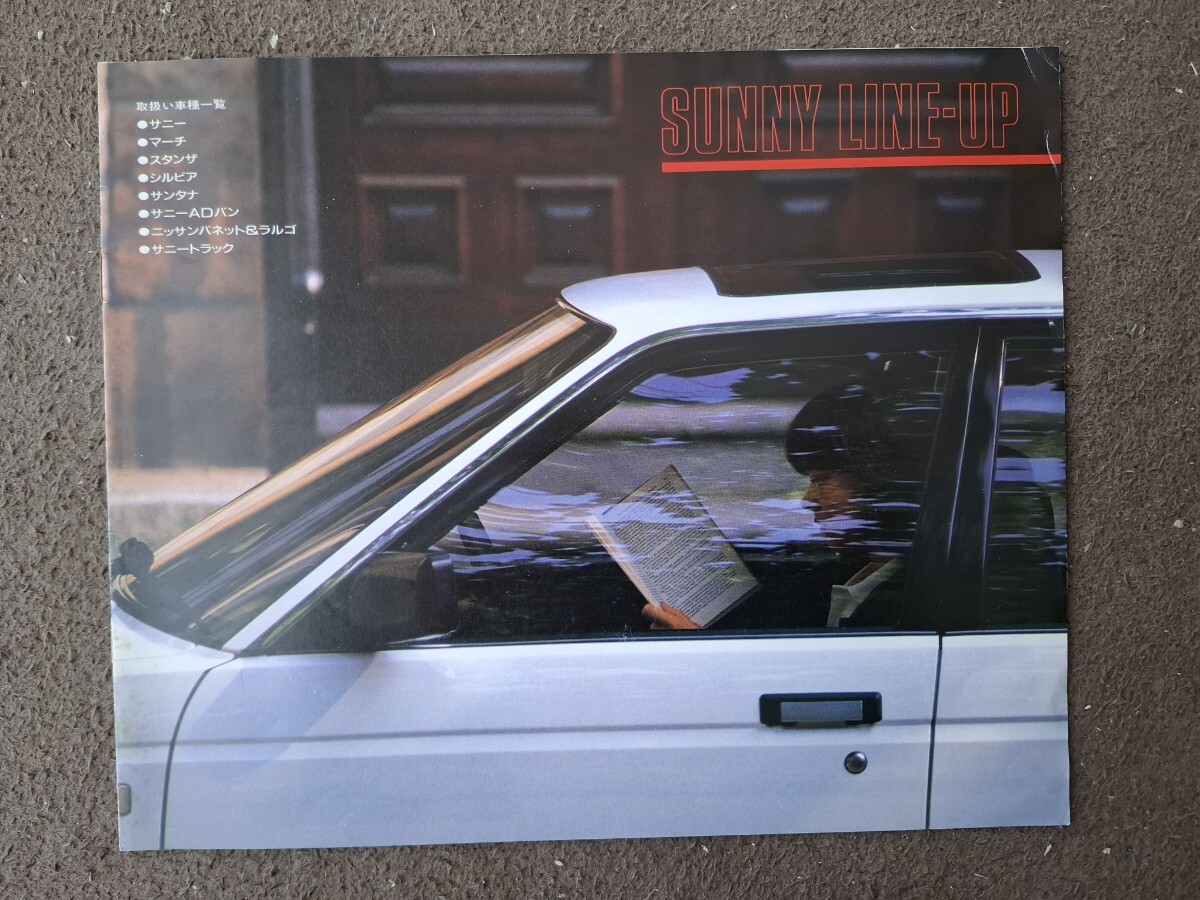 取扱い車種一覧
●サニー
●マーチ
●スタンザ
●シルビア
●サンタナ
●サニーADバン
●ニッサンバネット&ラルゴ
●サニートラック
SUNNY LINE-UP